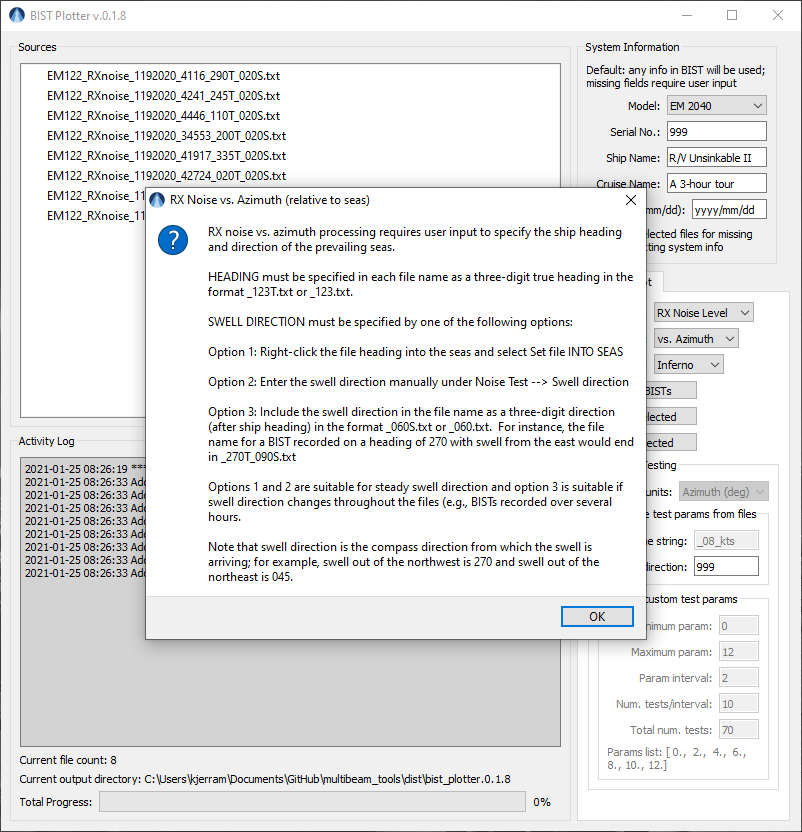 BIST Plotter v.0.1.8
Sources
EM122_RXnoise_1192020_4116_290T_020S.txt
EM122_RXnoise_1192020_4241_245T_020S.txt
EM122_RXnoise_1192020_4446_110T_020S.txt
EM122_RXnoise_1192020_34553_200T_020S.txt
EM122_RXnoise_1192020_41917_335T_020S.txt
EM122_RXnoise_1192020_42724_020T_020S.txt
EM122_RXnoise_11
EM122_RXnoise_11
RX Noise vs. Azimuth (relative to seas)
RX noise vs. azimuth processing requires user input to specify the ship heading
and direction of the prevailing seas.
HEADING must be specified in each file name as a three-digit true heading in the
format _123T.txt or _123.txt.
SWELL DIRECTION must be specified by one of the following options:
Option 1: Right-click the file heading into the seas and select Set file INTO SEAS
Option 2: Enter the swell direction manually under Noise Test --> Swell direction
Option 3: Include the swell direction in the file name as a three-digit direction
(after ship heading) in the format _060S.txt or _060.txt.  For instance, the file
name for a BIST recorded on a heading of 270 with swell from the east would end
in _270T_090S.txt
Options 1 and 2 are suitable for steady swell direction and option 3 is suitable if
swell direction changes throughout the files (e.g., BISTs recorded over several
hours.
Note that swell direction is the compass direction from which the swell is
arriving; for example, swell out of the northwest is 270 and swell out of the
northeast is 045.
OK
Activity Log
2021-01-25 08:26:19 ***
2021-01-25 08:26:33 Add
2021-01-25 08:26:33 Add
2021-01-25 08:26:33 Add
2021-01-25 08:26:33 Add
2021-01-25 08:26:33 Add
2021-01-25 08:26:33 Add
2021-01-25 08:26:33 Add
2021-01-25 08:26:33 Add
Current file count: 8
Current output directory: C:\Users\kjerram\Documents\GitHub\multibeam_tools\dist\bist_plotter.0.1.8
Total Progress: 0%
System Information
Default: any info in BIST will be used;
missing fields require user input
Model: EM 2040
Serial No.: 999
Ship Name: R/V Unsinkable II
Cruise Name: A 3-hour tour
mm/dd): yyyy/mm/dd
elected files for missing
cting system info
ot
RX Noise Level
vs. Azimuth
Inferno
BISTs
elected
ected
Testing
units: Azimuth (deg)
e test params from files
e string: _08_kts
direction: 999
custom test params
nimum param: 0
Maximum param: 12
Param interval: 2
Num. tests/interval: 10
Total num. tests: 70
Params list: [ 0.,  2.,  4.,  6.,
8., 10., 12.]